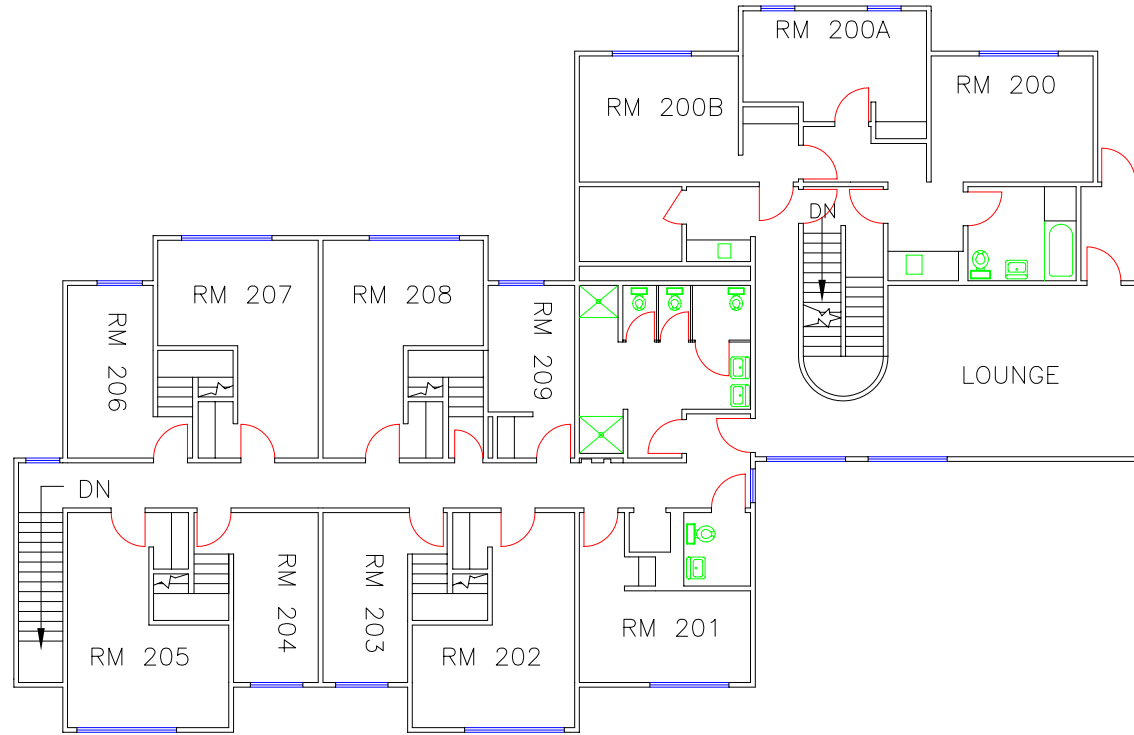 RM 200A
RM 200B
RM 200
DN
RM 207
RM 208
RM 206
RM 209
LOUNGE
DN
RM 204
RM 203
RM 201
RM 205
RM 202